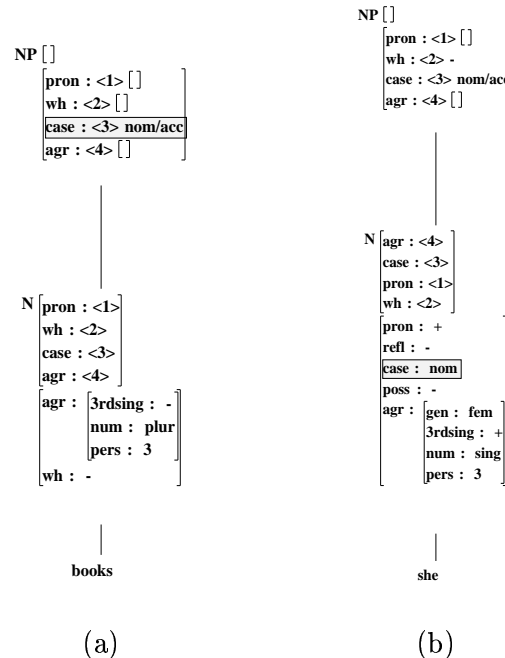 NP []
pron : <1> []
wh : <2> []
case : <3> nom/acc
agr : <4> []
N pron : <1>
wh : <2>
case : <3>
agr : <4>
agr : 3rdsing : -
num : plur
pers : 3
wh : -
books
(a)
NP []
pron : <1> []
wh : <2> -
case : <3> nom/acc
agr : <4> []
N agr : <4>
case : <3>
pron : <1>
wh : <2>
pron : +
refl : -
case : nom
poss : -
agr : gen : fem
3rdsing : +
num : sing
pers : 3
she
(b)